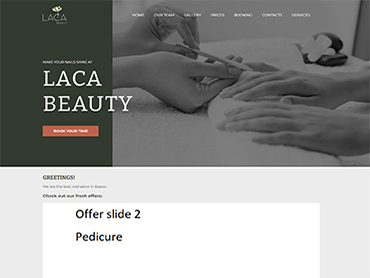 LACA
BEAUTY
HOME OUR TEAM GALLERY PRICES BOOKING CONTACTS SERVICES
MAKE YOUR NAILS SHINE AT
LACA
BEAUTY
BOOK YOUR TIME
GREETINGS!
We are the best nail salon in
Check out our fresh offers:
Offer slide 2
Pedicure